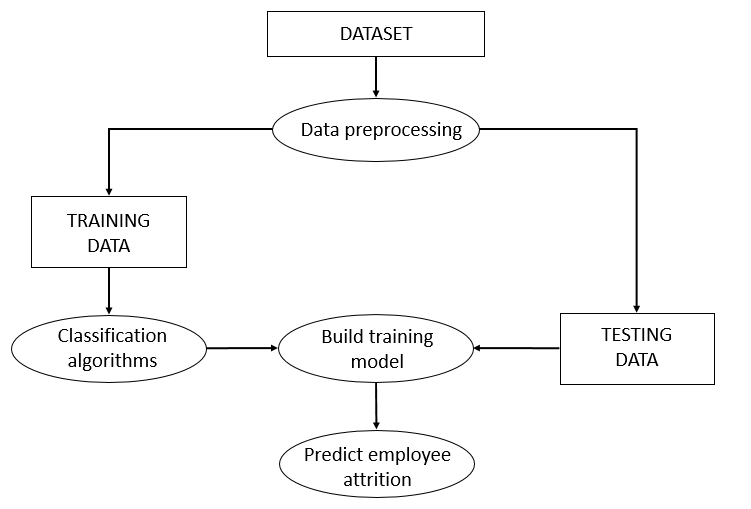 DATASET
Data preprocessing
TRAINING
DATA
Classification
algorithms
Build training
model
TESTING
DATA
Predict employee
attrition